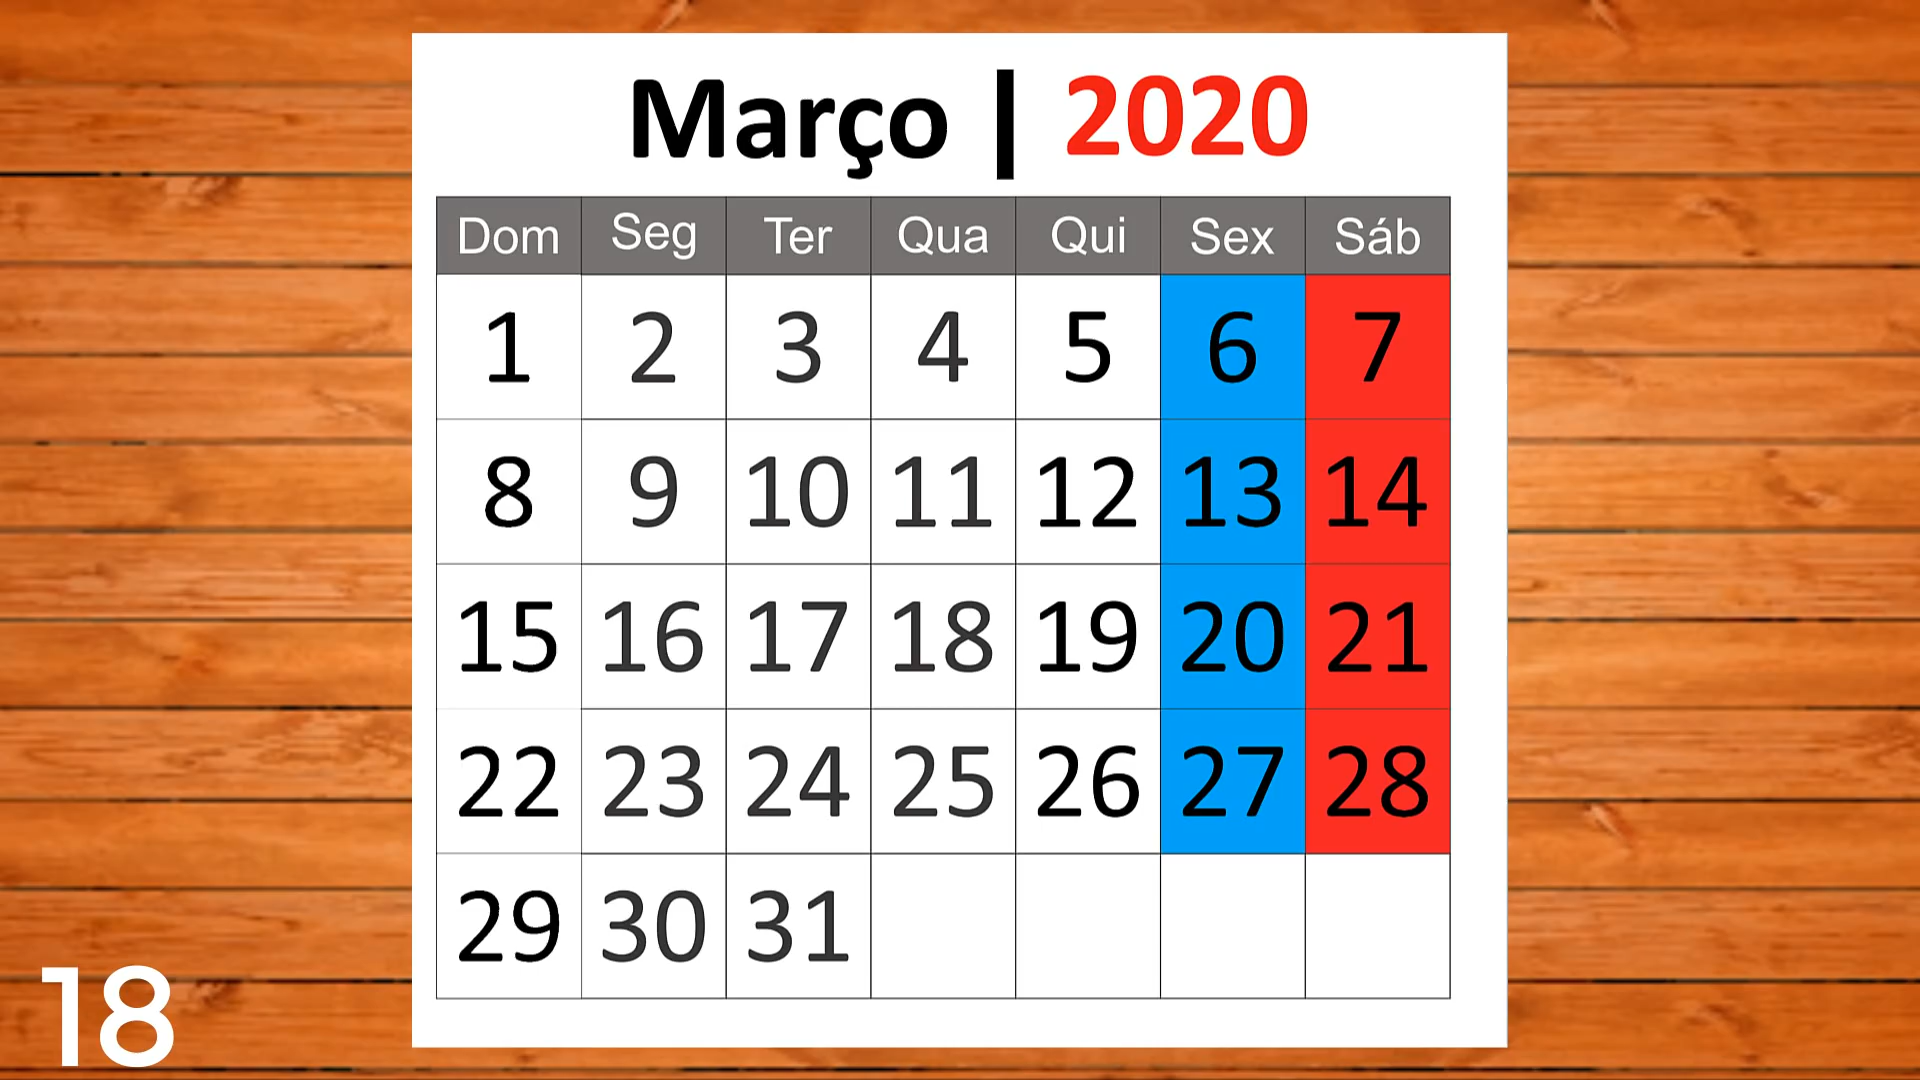 Março | 2020
Dom Seg Ter Qua Qui Sex Sáb
1 2 3 4 5 6 7
8 9 10 11 12 13 14
15 16 17 18 19 20 21
22 23 24 25 26 27 28
29 30 31
18